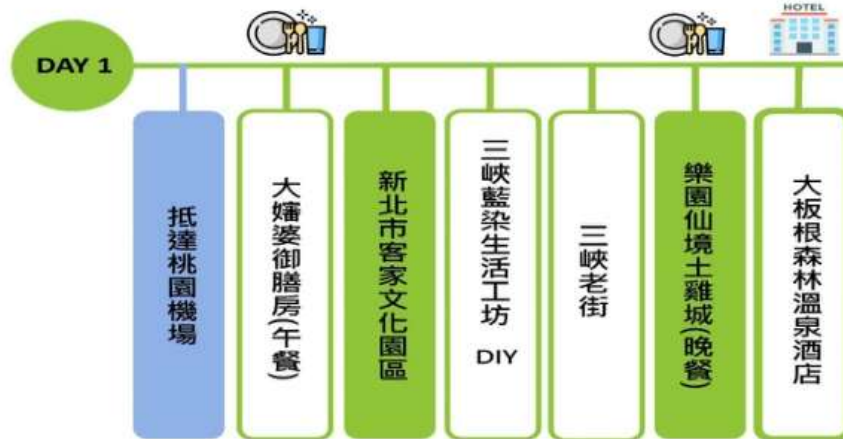 HOTEL
DAY 1
抵達桃園機場
大嬸婆御膳房(午餐)
新北市客家文化園區
三峽藍染生活工坊
DIY
三峽老街
樂園仙境土雞城(晚餐)
大板根森林溫泉酒店